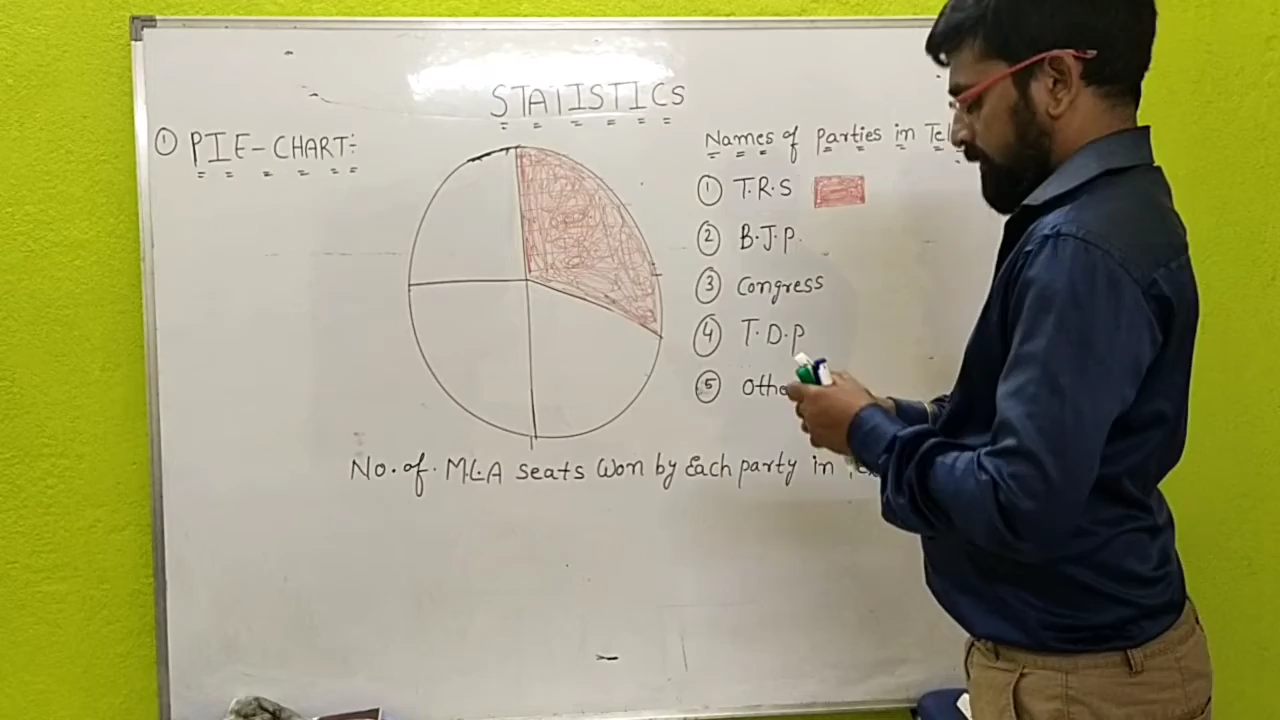 STATISTICS
① PIE-CHART:
Names of parties in Tel
① T.R.S
② B.J.P.
③ Congress
④ T.D.P
⑤ Othe
No. of. MLA seats won by Each party in